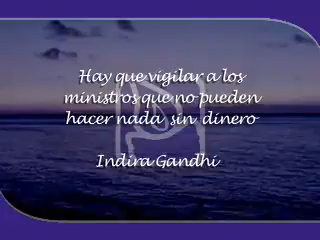 Hay que vigilar a los
ministros que no pueden
hacer nada sin dinero
Indira Gandhi